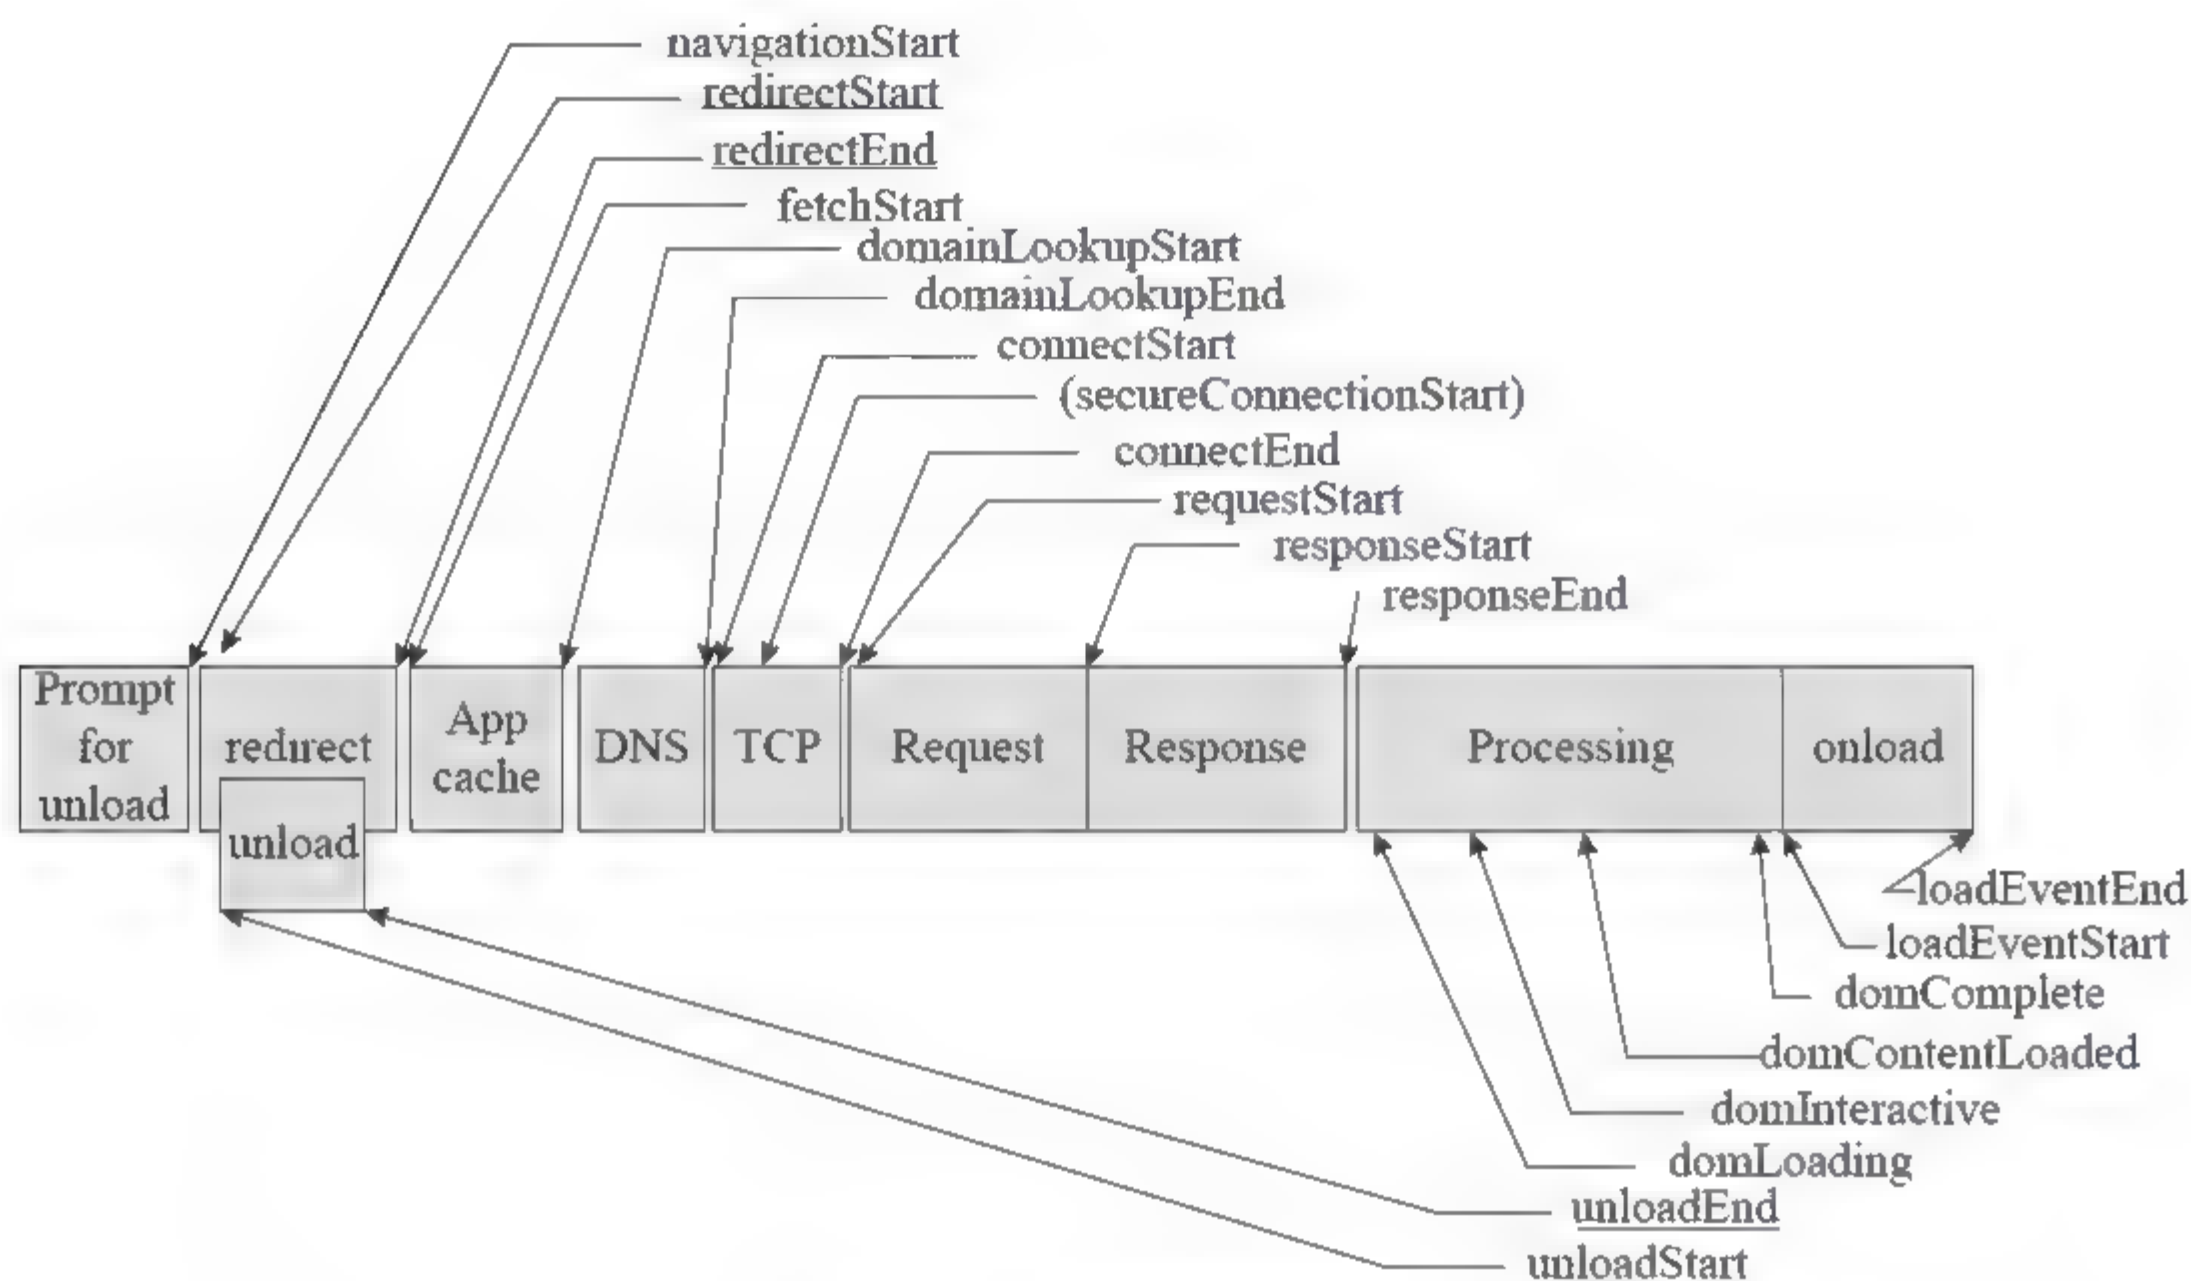 navigationStart
redirectStart
redirectEnd
fetchStart
domainLookupStart
domainLookupEnd
connectStart
(secureConnectionStart)
connectEnd
requestStart
responseStart
responseEnd
Prompt
for
unload
redirect
unload
App
cache
DNS
TCP
Request
Response
Processing
onload
loadEventEnd
loadEventStart
domComplete
domContentLoaded
domInteractive
domLoading
unloadEnd
unloadStart